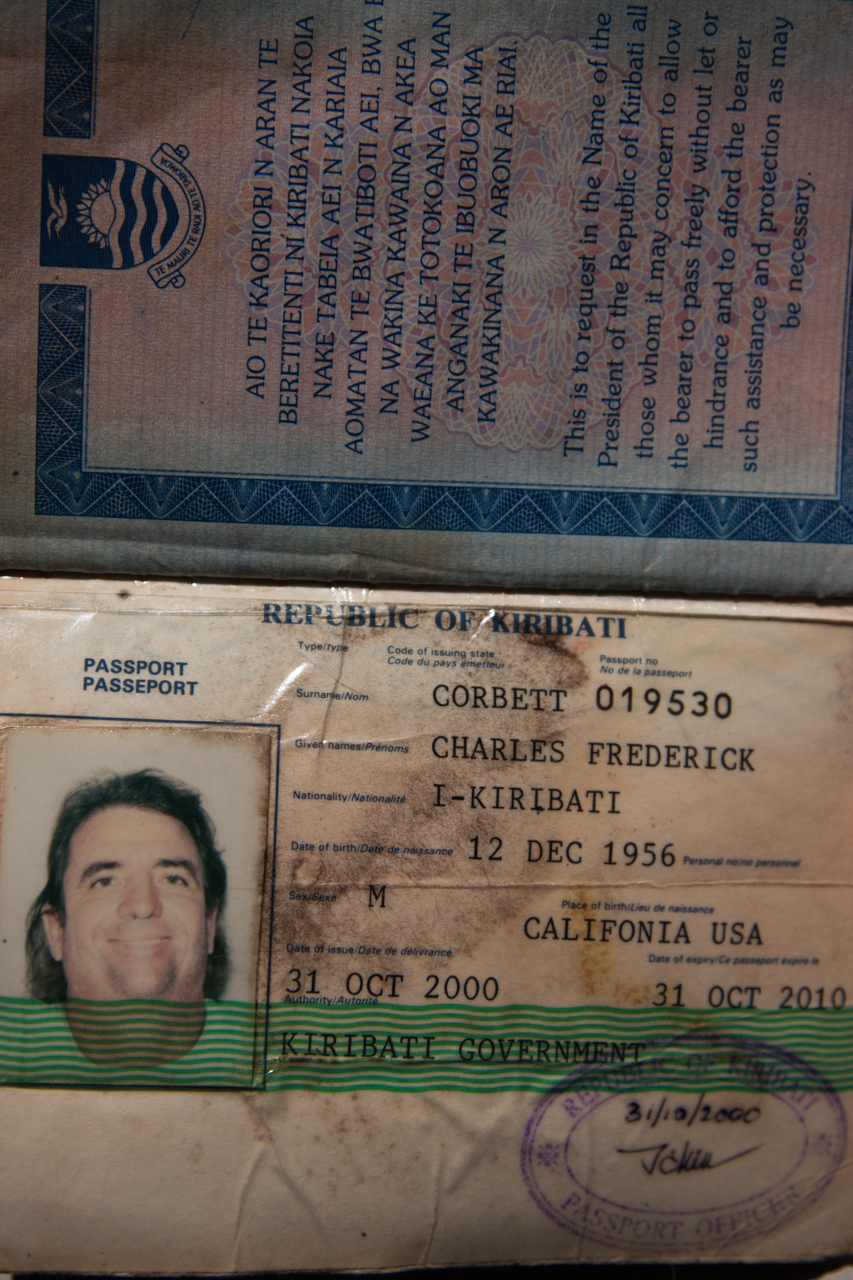 TE MAURI TE RAOI AO TE TABOMOA
AIO TE KAORIORI N ARAN TE
BERETITENTI NI KIRIBATI NAKOIA
NAKE TABEIA AEI N KARIAIA
AOMATAN TE BWATIBOTI AEI, BWA E
NA WAKINA KAWAINA N AKEA
WAEANA KE TOTOKOANA AO MAN
ANGANAKI TE IBUOBUOKI MA
KAWAKINANA N ARON AE RIAI.
This is to request in the Name of the
President of the Republic of Kiribati all
those whom it may concern to allow
the bearer to pass freely without let or
hindrance and to afford the bearer
such assistance and protection as may
be necessary.
REPUBLIC OF KIRIBATI
PASSPORT
PASSEPORT
Type/type
Code of issuing state
Code du pays émetteur
Passport no
No de la passeport
Surname/Nom
CORBETT 019530
Given names/Prénoms
CHARLES FREDERICK
Nationality/Nationalité
I-KIRIBATI
Date of birth/Date de naissance
12 DEC 1956
Personal no/no personnel
Sex/Sexe
M
Place of birth/Lieu de naissance
CALIFONIA USA
Date of issue/Date de délivrance
31 OCT 2000
Date of expiry/Ce passeport expire le
31 OCT 2010
Authority/Autorité
KIRIBATI GOVERNMENT
REPUBLIC OF KIRIBATI
31/10/2000
PASSPORT OFFICER